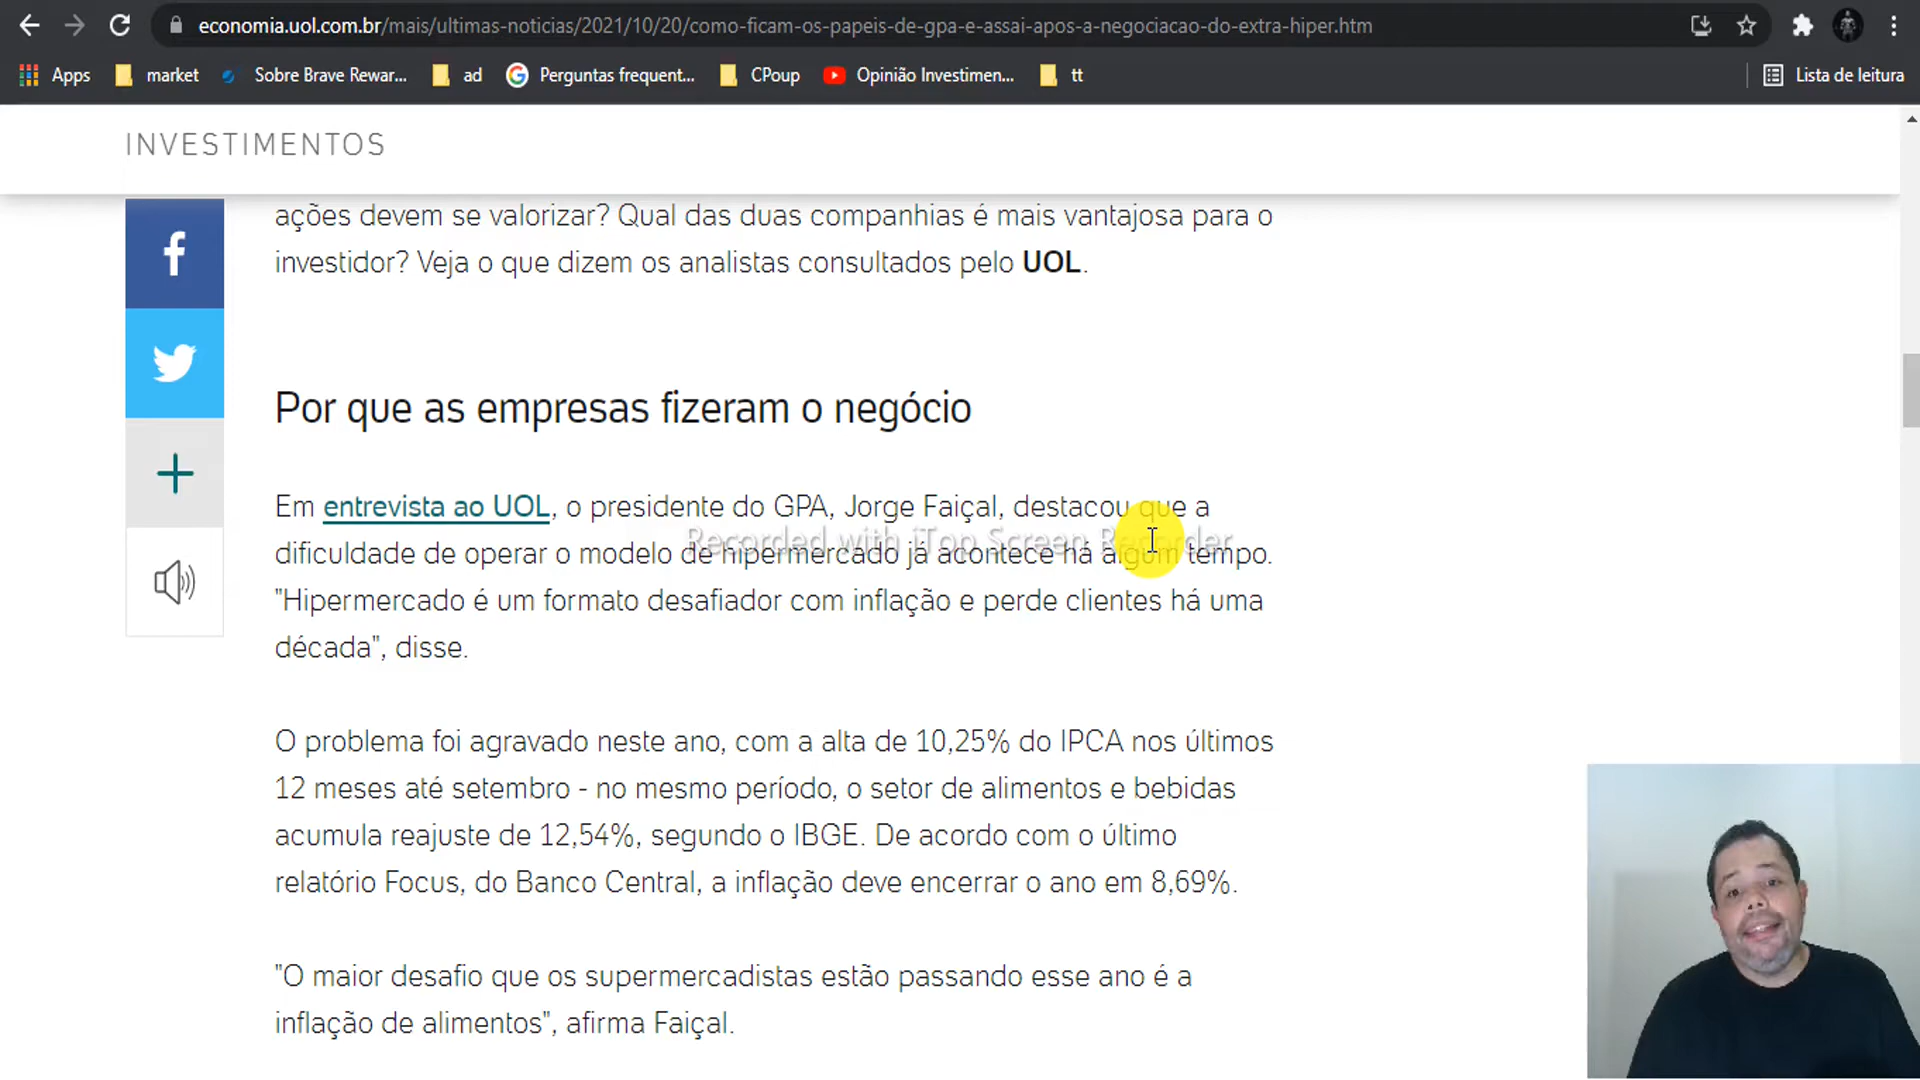 economia.uol.com.br/mais/ultimas-noticias/2021/10/20/como-ficam-os-papeis-de-gpa-e-assai-apos-a-negociacao-do-extra-hiper.htm
Apps market Sobre Brave Rewar... ad Perguntas frequent... CPoup Opinião Investimen... tt Lista de leitura
INVESTIMENTOS
ações devem se valorizar? Qual das duas companhias é mais vantajosa para o
investidor? Veja o que dizem os analistas consultados pelo UOL.
Por que as empresas fizeram o negócio
Em entrevista ao UOL, o presidente do GPA, Jorge Faiçal, destacou que a
Recorded with iTop Screen Recorder
dificuldade de operar o modelo de hipermercado já acontece há algum tempo.
"Hipermercado é um formato desafiador com inflação e perde clientes há uma
década", disse.
O problema foi agravado neste ano, com a alta de 10,25% do IPCA nos últimos
12 meses até setembro - no mesmo período, o setor de alimentos e bebidas
acumula reajuste de 12,54%, segundo o IBGE. De acordo com o último
relatório Focus, do Banco Central, a inflação deve encerrar o ano em 8,69%.
"O maior desafio que os supermercadistas estão passando esse ano é a
inflação de alimentos", afirma Faiçal.